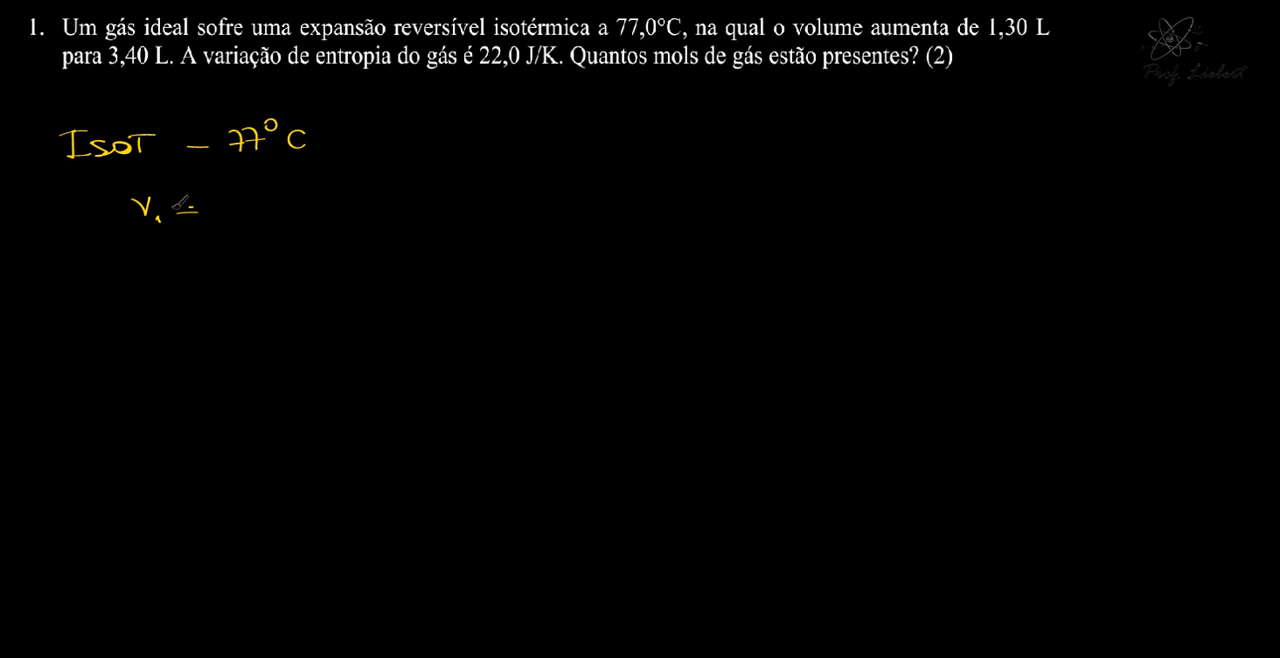 1. Um gás ideal sofre uma expansão reversível isotérmica a 77,0°C, na qual o volume aumenta de 1,30 L
para 3,40 L. A variação de entropia do gás é 22,0 J/K. Quantos mols de gás estão presentes? (2)
Prof.
IsoT - 77°C
V₁ =